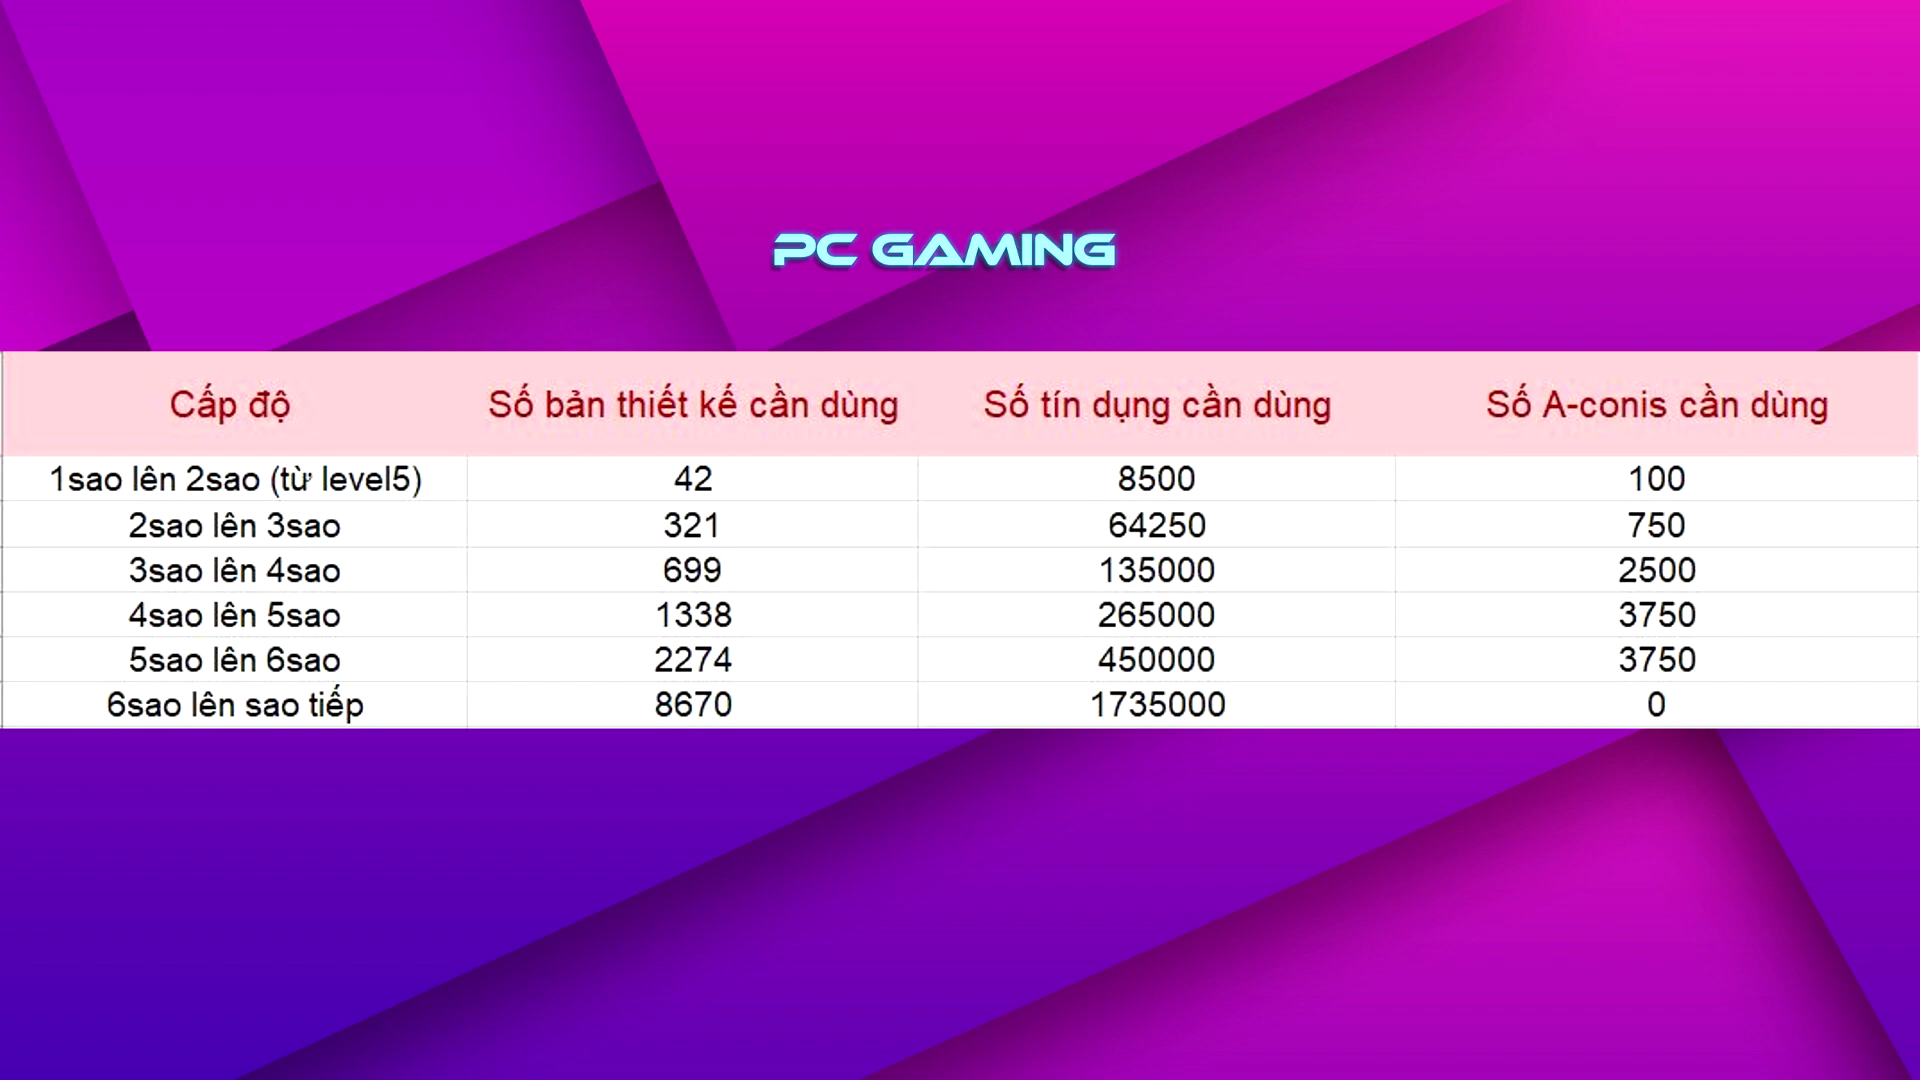 PC GAMING
Cấp độ Số bản thiết kế cần dùng Số tín dụng cần dùng Số A-conis cần dùng
1sao lên 2sao (từ level5) 42 8500 100
2sao lên 3sao 321 64250 750
3sao lên 4sao 699 135000 2500
4sao lên 5sao 1338 265000 3750
5sao lên 6sao 2274 450000 3750
6sao lên sao tiếp 8670 1735000 0